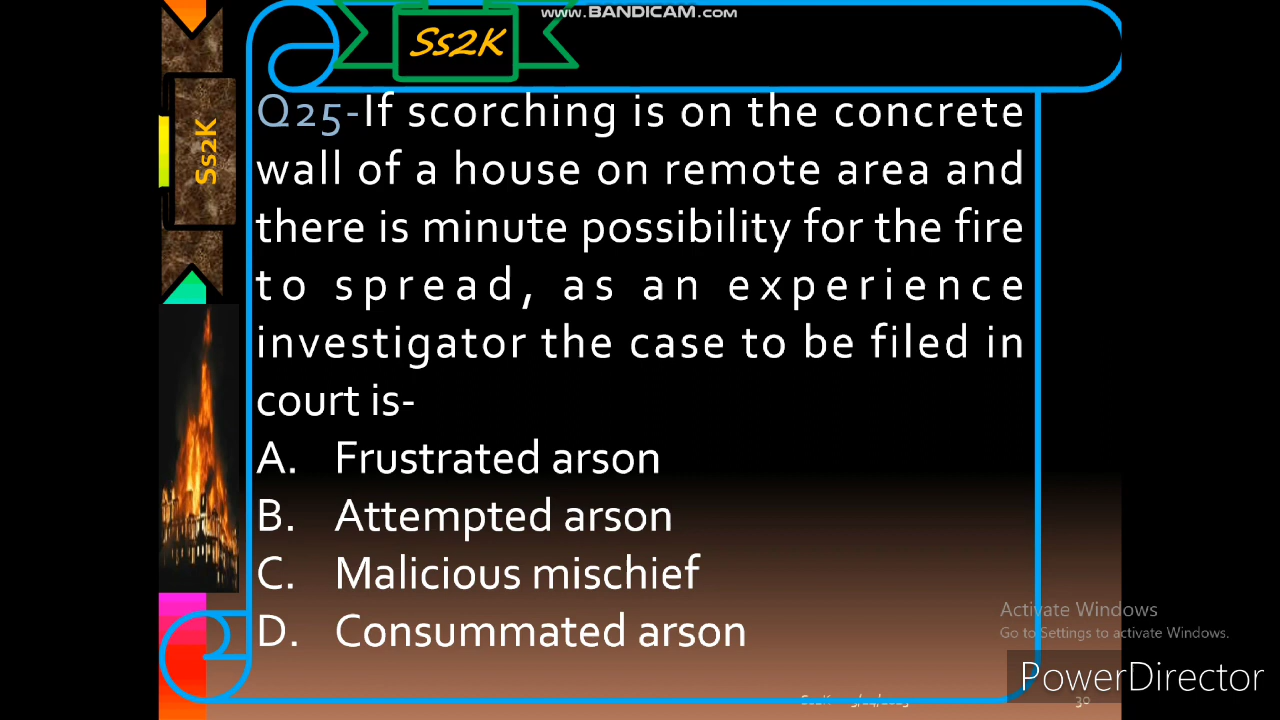 www.BANDICAM.com
Ss2K
Ss2K
Q25-If scorching is on the concrete
wall of a house on remote area and
there is minute possibility for the fire
to spread, as an experience
investigator the case to be filed in
court is-
A. Frustrated arson
B. Attempted arson
C. Malicious mischief
D. Consummated arson
Activate Windows
Go to Settings to activate Windows.
PowerDirector
Ss2K
30